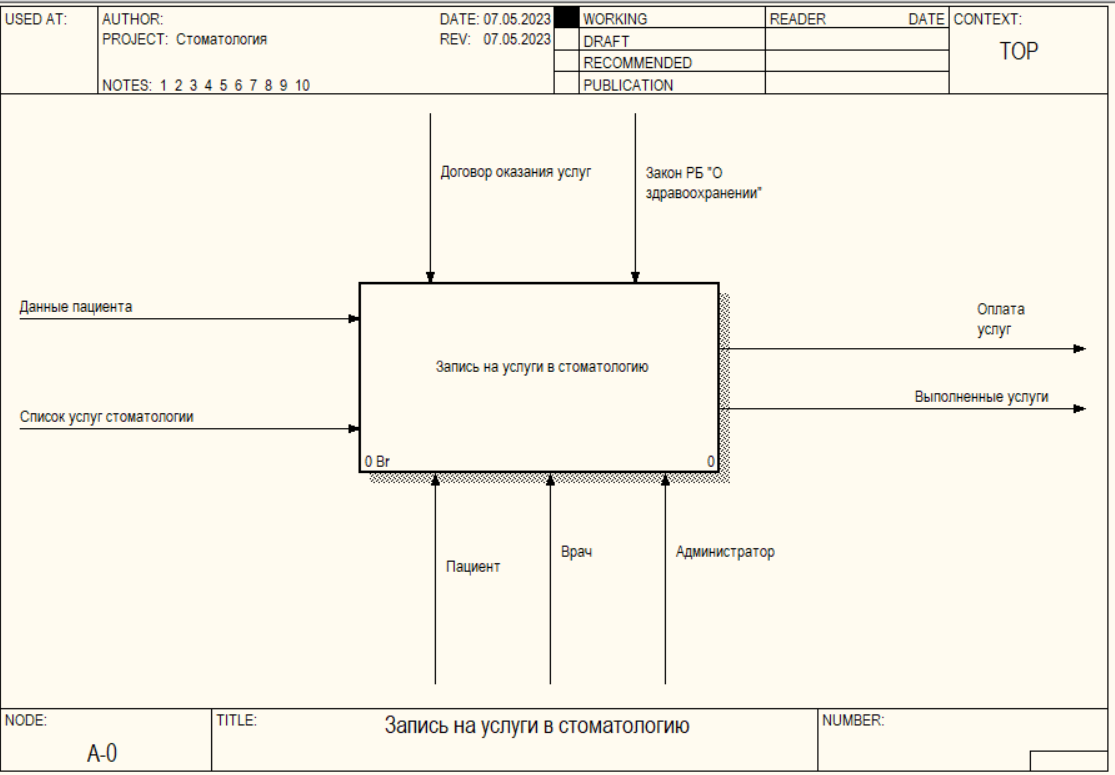 USED AT:
AUTHOR:
DATE: 07.05.2023
WORKING
READER
DATE
CONTEXT:
PROJECT: Стоматология
REV: 07.05.2023
DRAFT
TOP
RECOMMENDED
NOTES: 1 2 3 4 5 6 7 8 9 10
PUBLICATION
Договор оказания услуг
Закон РБ "О
здравоохранении"
Данные пациента
Оплата
услуг
Запись на услуги в стоматологию
Выполненные услуги
Список услуг стоматологии
0 Br
0
Пациент
Врач
Администратор
NODE:
TITLE:
NUMBER:
A-0
Запись на услуги в стоматологию